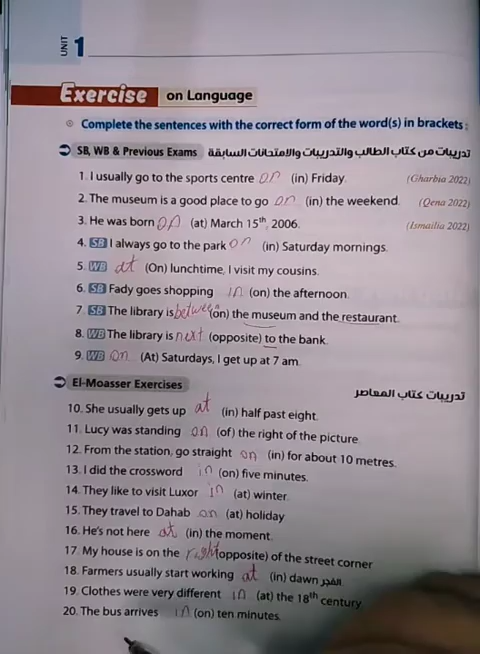 UNIT 1
Exercise on Language
Complete the sentences with the correct form of the word(s) in brackets :
SB, WB & Previous Exams تدريبات من كتاب الطالب والتدريبات والامتحانات السابقة
1. I usually go to the sports centre on (in) Friday. (Gharbia 2022)
2. The museum is a good place to go on (in) the weekend. (Qena 2022)
3. He was born on (at) March 15th, 2006. (Ismailia 2022)
4. SB I always go to the park on (in) Saturday mornings.
5. WB at (On) lunchtime, I visit my cousins.
6. SB Fady goes shopping in (on) the afternoon.
7. SB The library is between (on) the museum and the restaurant.
8. WB The library is next (opposite) to the bank.
9. WB on (At) Saturdays, I get up at 7 am.
El-Moasser Exercises تدريبات كتاب المعاصر
10. She usually gets up at (in) half past eight.
11. Lucy was standing on (of) the right of the picture.
12. From the station, go straight on (in) for about 10 metres.
13. I did the crossword in (on) five minutes.
14. They like to visit Luxor in (at) winter.
15. They travel to Dahab on (at) holiday
16. He's not here at (in) the moment.
17. My house is on the right opposite) of the street corner
18. Farmers usually start working at (in) dawn الفجر
19. Clothes were very different in (at) the 18th century.
20. The bus arrives in (on) ten minutes.